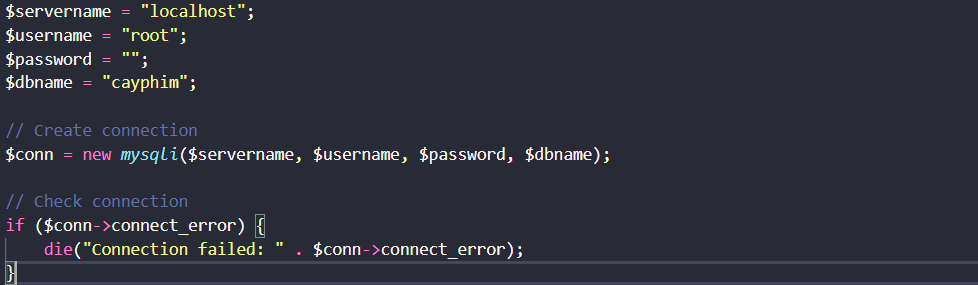 $servername = "localhost";
$username = "root";
$password = "";
$dbname = "cayphim";
// Create connection
$conn = new mysqli($servername, $username, $password, $dbname);
// Check connection
if ($conn->connect_error) {
    die("Connection failed: " . $conn->connect_error);
}